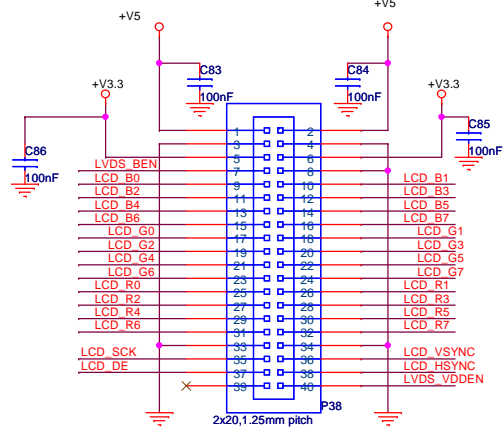 +V5 +V5
C83 C84
+V3.3 100nF 100nF +V3.3
C86 C85
100nF 100nF
1 2
3 4
5 6
LVDS_BEN 7 8
LCD_B0 9 10 LCD_B1
LCD_B2 11 12 LCD_B3
LCD_B4 13 14 LCD_B5
LCD_B6 15 16 LCD_B7
LCD_G0 17 18 LCD_G1
LCD_G2 19 20 LCD_G3
LCD_G4 21 22 LCD_G5
LCD_G6 23 24 LCD_G7
LCD_R0 25 26 LCD_R1
LCD_R2 27 28 LCD_R3
LCD_R4 29 30 LCD_R5
LCD_R6 31 32 LCD_R7
33 34
LCD_SCK 35 36 LCD_VSYNC
LCD_DE 37 38 LCD_HSYNC
39 40 LVDS_VDDEN
P38
2x20,1.25mm pitch